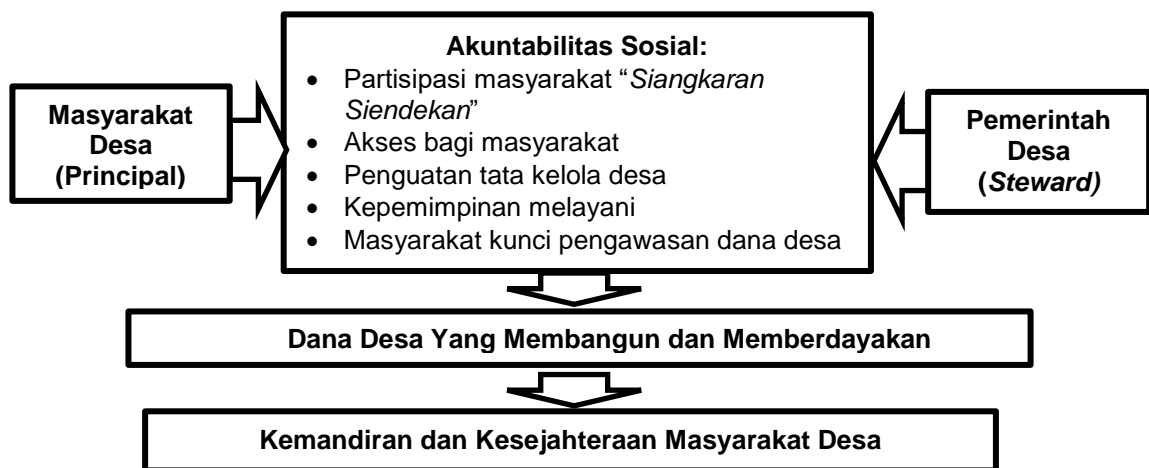 Akuntabilitas Sosial:
• Partisipasi masyarakat “Siangkaran
Siendekan”
• Akses bagi masyarakat
• Penguatan tata kelola desa
• Kepemimpinan melayani
• Masyarakat kunci pengawasan dana desa
Masyarakat
Desa
(Principal)
Pemerintah
Desa
(Steward)
Dana Desa Yang Membangun dan Memberdayakan
Kemandiran dan Kesejahteraan Masyarakat Desa